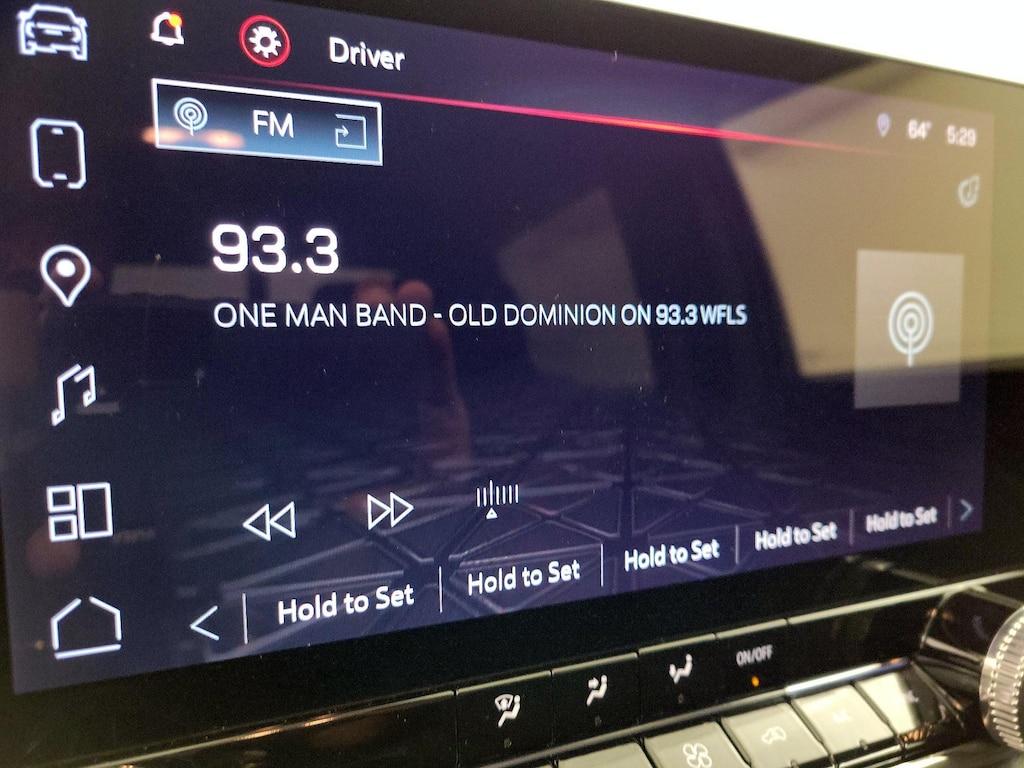 Driver
FM
64° 5:29
93.3
ONE MAN BAND - OLD DOMINION ON 93.3 WFLS
Hold to Set
Hold to Set
Hold to Set
Hold to Set
Hold to Set
ON/OFF